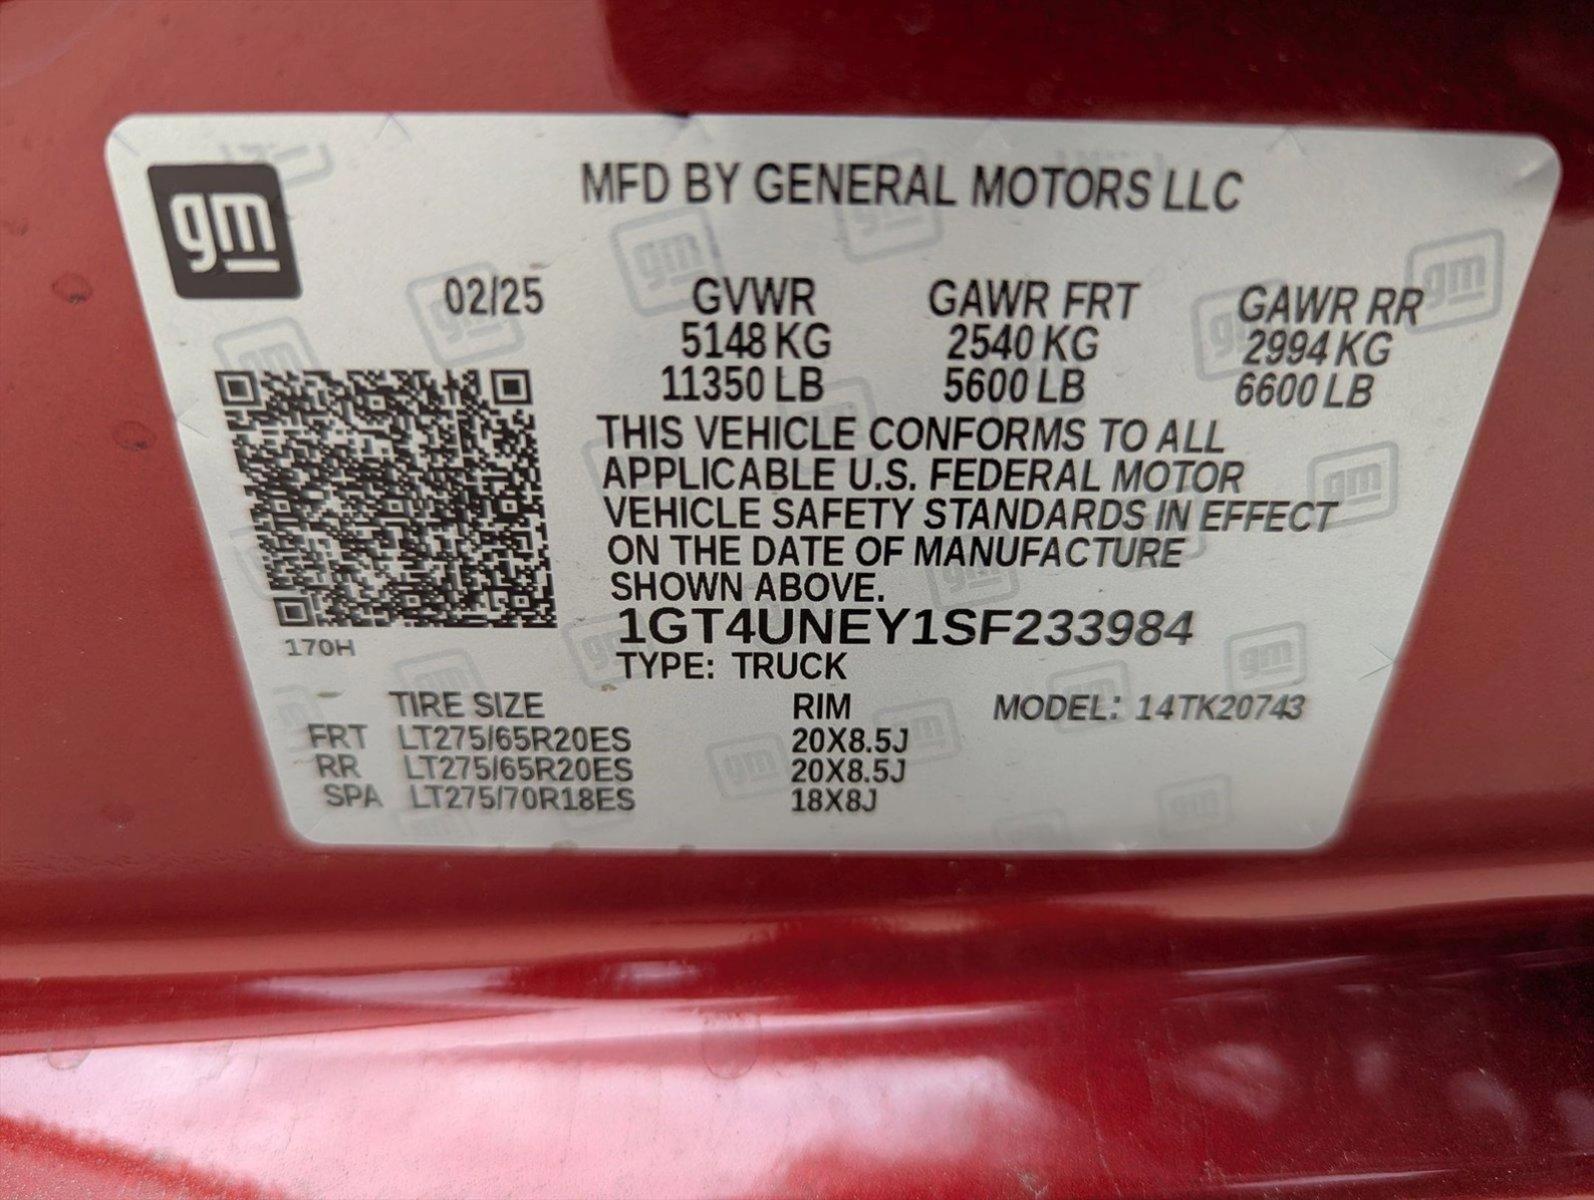 gm
MFD BY GENERAL MOTORS LLC
02/25 GVWR GAWR FRT GAWR RR
5148 KG 2540 KG 2994 KG
11350 LB 5600 LB 6600 LB
THIS VEHICLE CONFORMS TO ALL
APPLICABLE U.S. FEDERAL MOTOR
VEHICLE SAFETY STANDARDS IN EFFECT
ON THE DATE OF MANUFACTURE
SHOWN ABOVE.
1GT4UNEY1SF233984
170H
TYPE: TRUCK
TIRE SIZE RIM MODEL: 14TK20743
FRT LT275/65R20ES 20X8.5J
RR LT275/65R20ES 20X8.5J
SPA LT275/70R18ES 18X8J